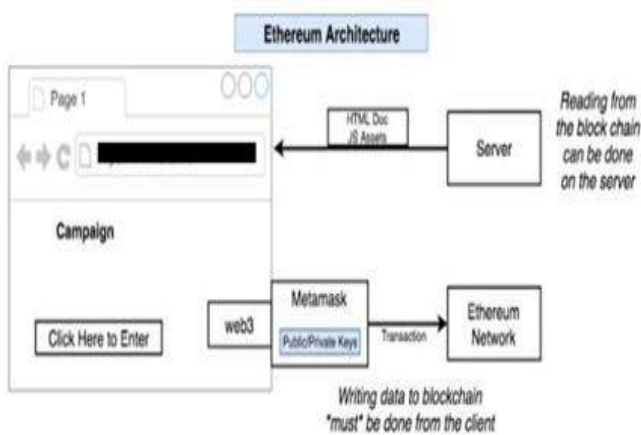 Ethereum Architecture
Page 1
HTML Doc
JS Assets
Server
Reading from
the block chain
can be done
on the server
Campaign
Click Here to Enter
web3
Metamask
Public/Private Keys
Transaction
Ethereum
Network
Writing data to blockchain
*must* be done from the client